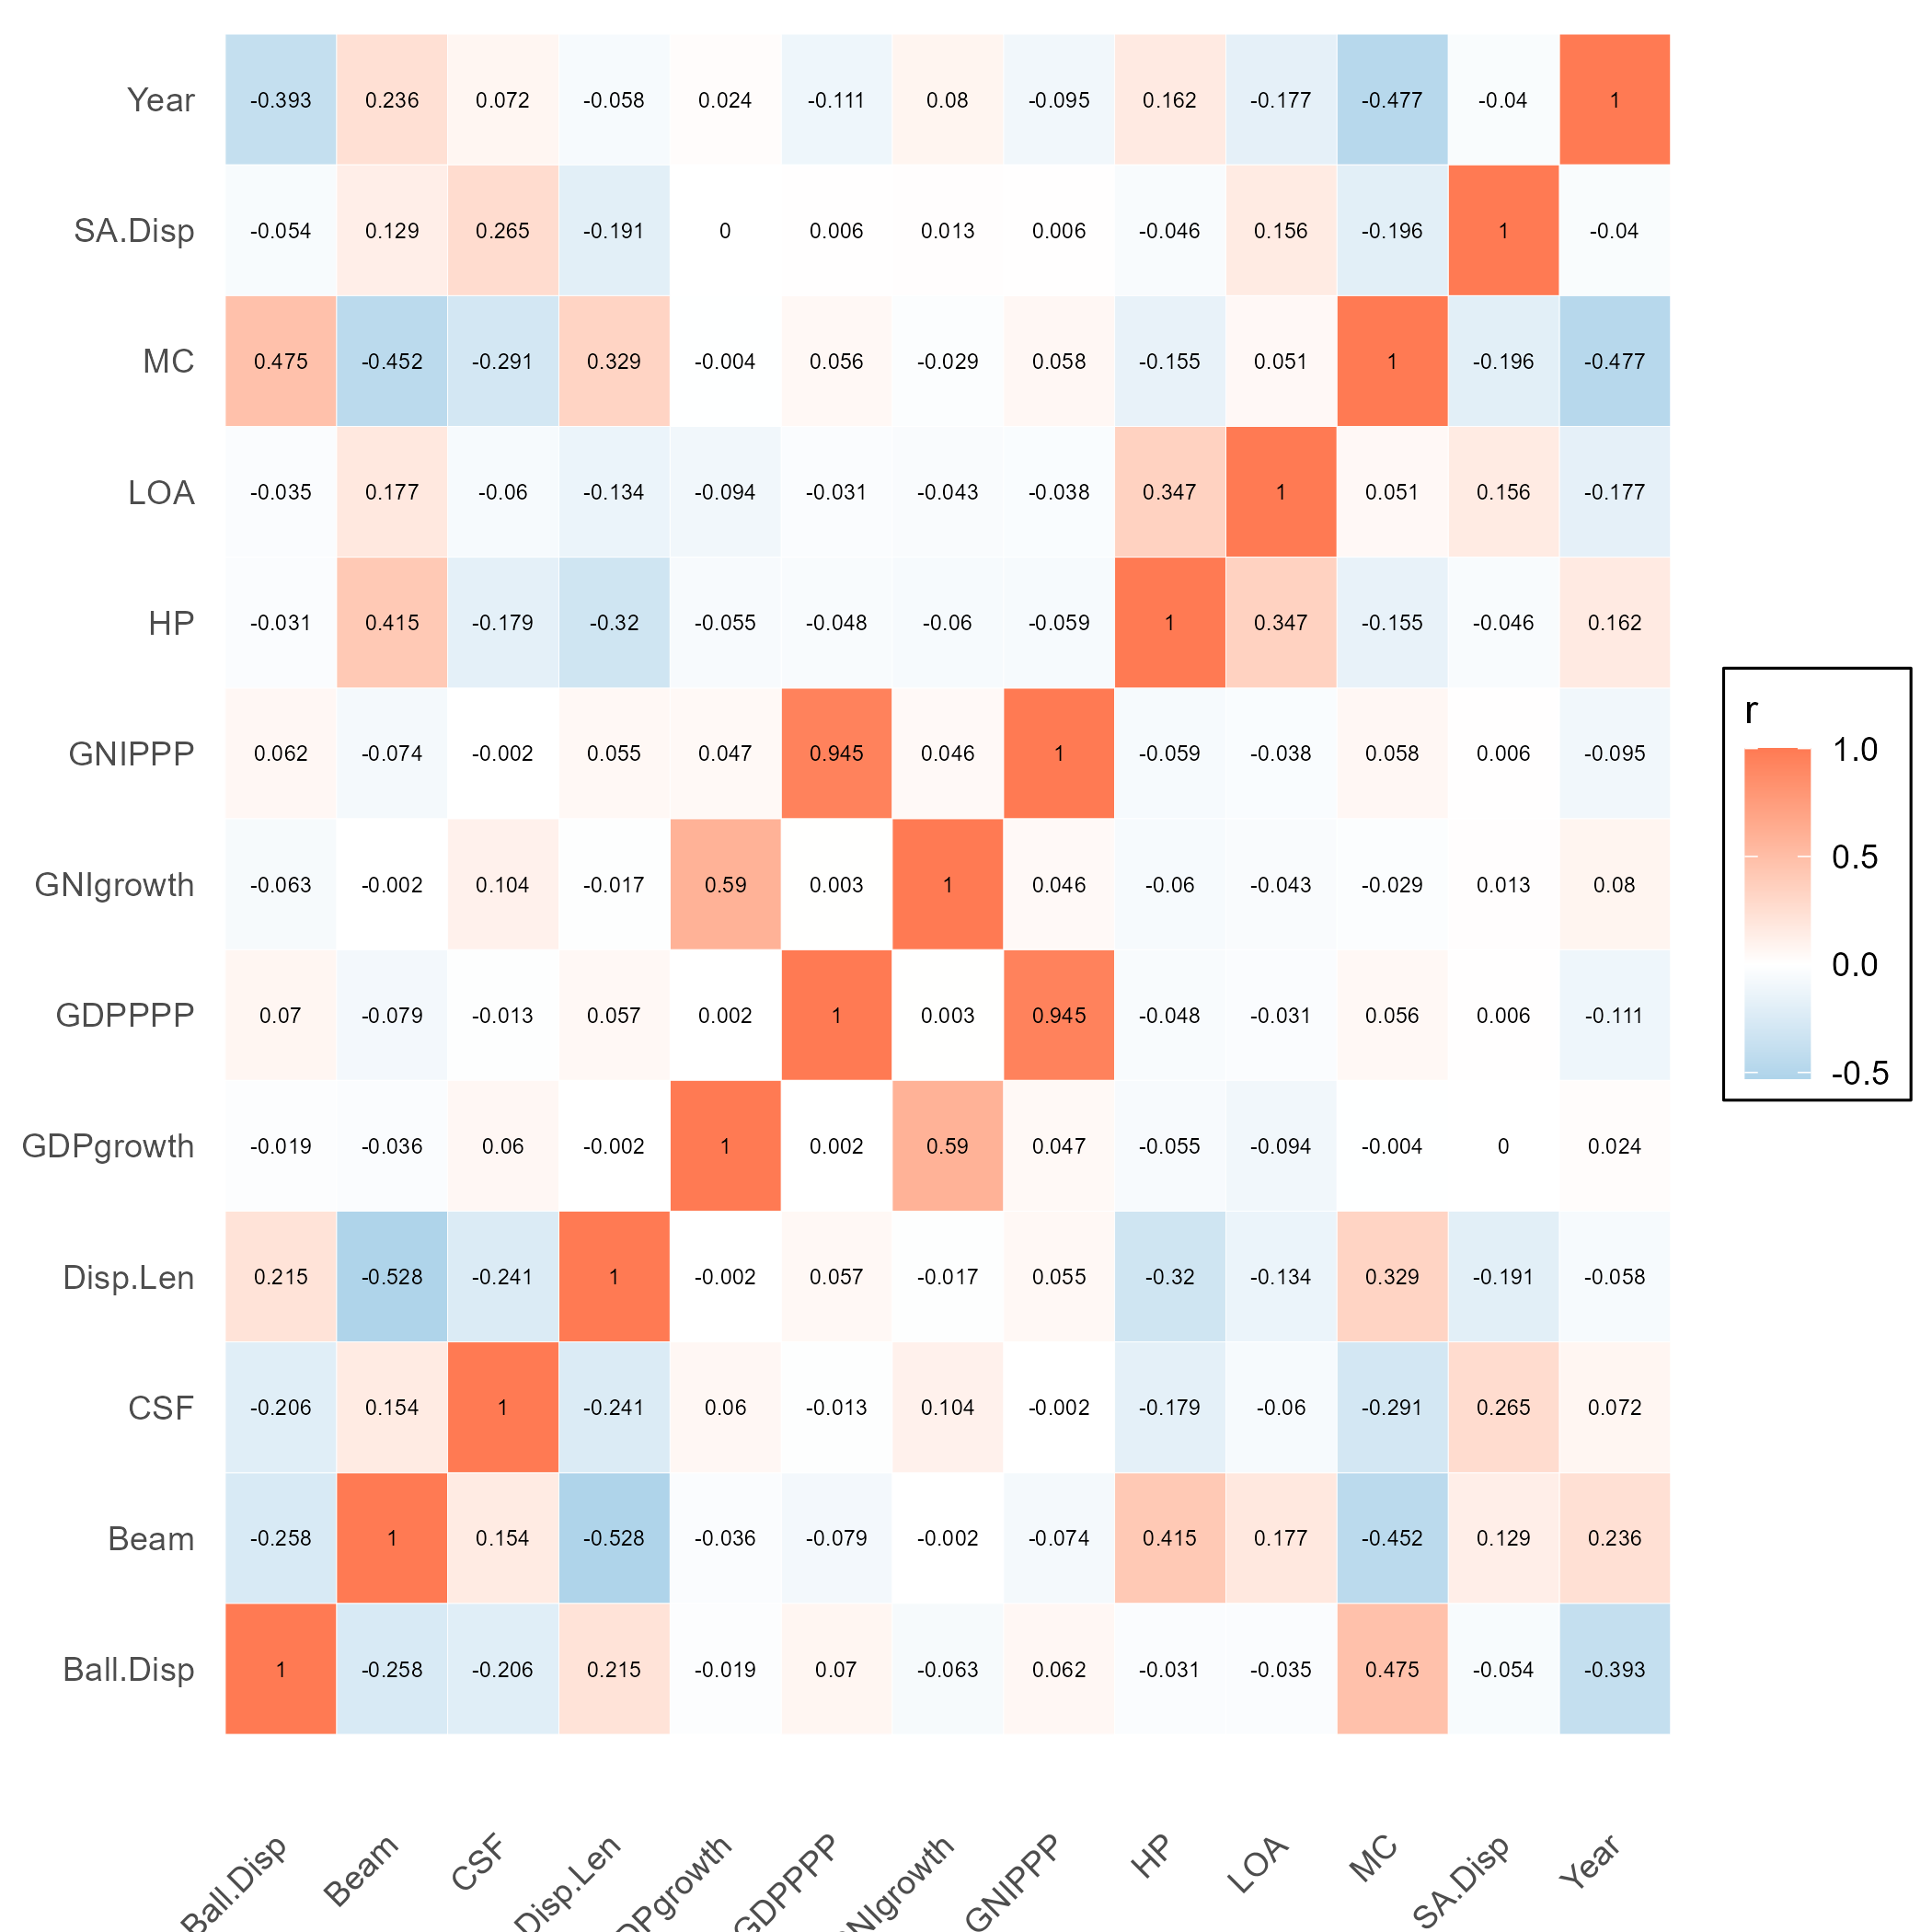 Year -0.393 0.236 0.072 -0.058 0.024 -0.111 0.08 -0.095 0.162 -0.177 -0.477 -0.04 1
SA.Disp -0.054 0.129 0.265 -0.191 0 0.006 0.013 0.006 -0.046 0.156 -0.196 1 -0.04
MC 0.475 -0.452 -0.291 0.329 -0.004 0.056 -0.029 0.058 -0.155 0.051 1 -0.196 -0.477
LOA -0.035 0.177 -0.06 -0.134 -0.094 -0.031 -0.043 -0.038 0.347 1 0.051 0.156 -0.177
HP -0.031 0.415 -0.179 -0.32 -0.055 -0.048 -0.06 -0.059 1 0.347 -0.155 -0.046 0.162
GNIPPP 0.062 -0.074 -0.002 0.055 0.047 0.945 0.046 1 -0.059 -0.038 0.058 0.006 -0.095
GNIgrowth -0.063 -0.002 0.104 -0.017 0.59 0.003 1 0.046 -0.06 -0.043 -0.029 0.013 0.08
GDPPPP 0.07 -0.079 -0.013 0.057 0.002 1 0.003 0.945 -0.048 -0.031 0.056 0.006 -0.111
GDPgrowth -0.019 -0.036 0.06 -0.002 1 0.002 0.59 0.047 -0.055 -0.094 -0.004 0 0.024
Disp.Len 0.215 -0.528 -0.241 1 -0.002 0.057 -0.017 0.055 -0.32 -0.134 0.329 -0.191 -0.058
CSF -0.206 0.154 1 -0.241 0.06 -0.013 0.104 -0.002 -0.179 -0.06 -0.291 0.265 0.072
Beam -0.258 1 0.154 -0.528 -0.036 -0.079 -0.002 -0.074 0.415 0.177 -0.452 0.129 0.236
Ball.Disp 1 -0.258 -0.206 0.215 -0.019 0.07 -0.063 0.062 -0.031 -0.035 0.475 -0.054 -0.393
Ball.Disp Beam CSF Disp.Len DPgrowth GDPPPP NIgrowth GNIPPP HP LOA MC SA.Disp Year
r
1.0
0.5
0.0
-0.5